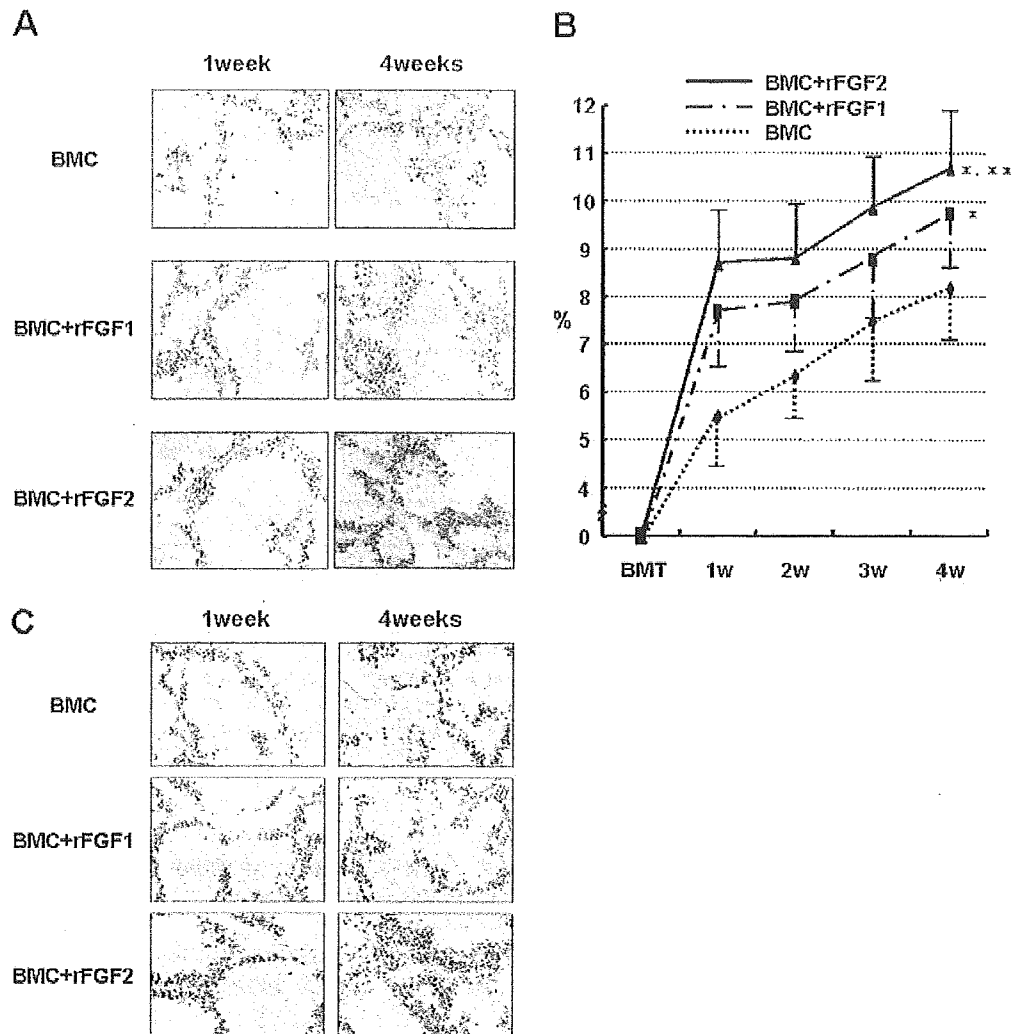 A
1week 4weeks
BMC
BMC+rFGF1
BMC+rFGF2
B
BMC+rFGF2
BMC+rFGF1
BMC
12
11
10
9
8
7
6
5
4
0
%
*, **
*
BMT 1w 2w 3w 4w
C
1week 4weeks
BMC
BMC+rFGF1
BMC+rFGF2